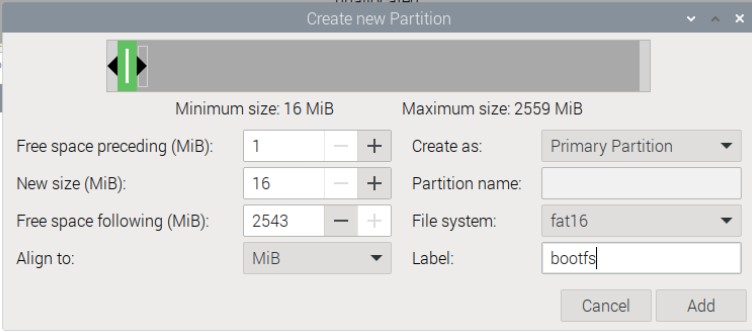 Create new Partition
Minimum size: 16 MiB Maximum size: 2559 MiB
Free space preceding (MiB): 1 Create as: Primary Partition
New size (MiB): 16 Partition name:
Free space following (MiB): 2543 File system: fat16
Align to: MiB Label: bootfs
Cancel Add